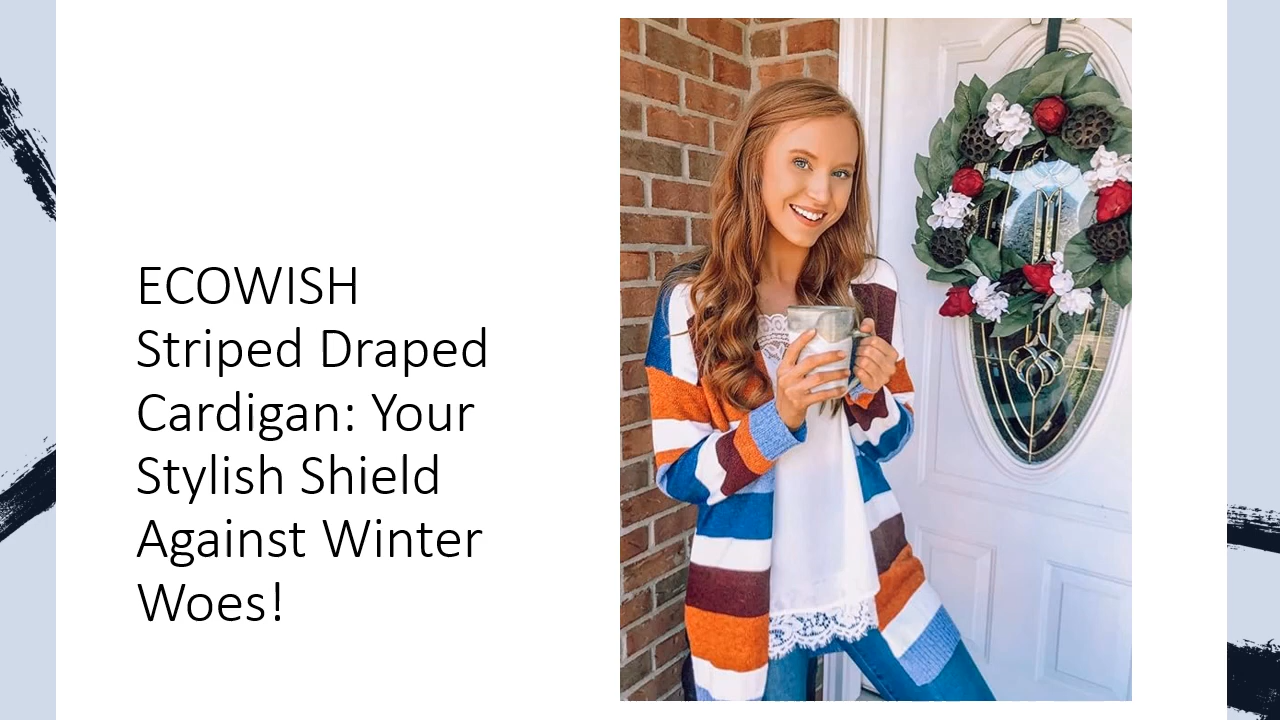 ECOWISH
Striped Draped
Cardigan: Your
Stylish Shield
Against Winter
Woes!